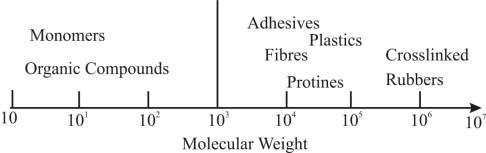 Monomers
Organic Compounds
Adhesives
Plastics
Fibres
Protines
Crosslinked
Rubbers
10 10¹ 10² 10³ 10⁴ 10⁵ 10⁶ 10⁷
Molecular Weight